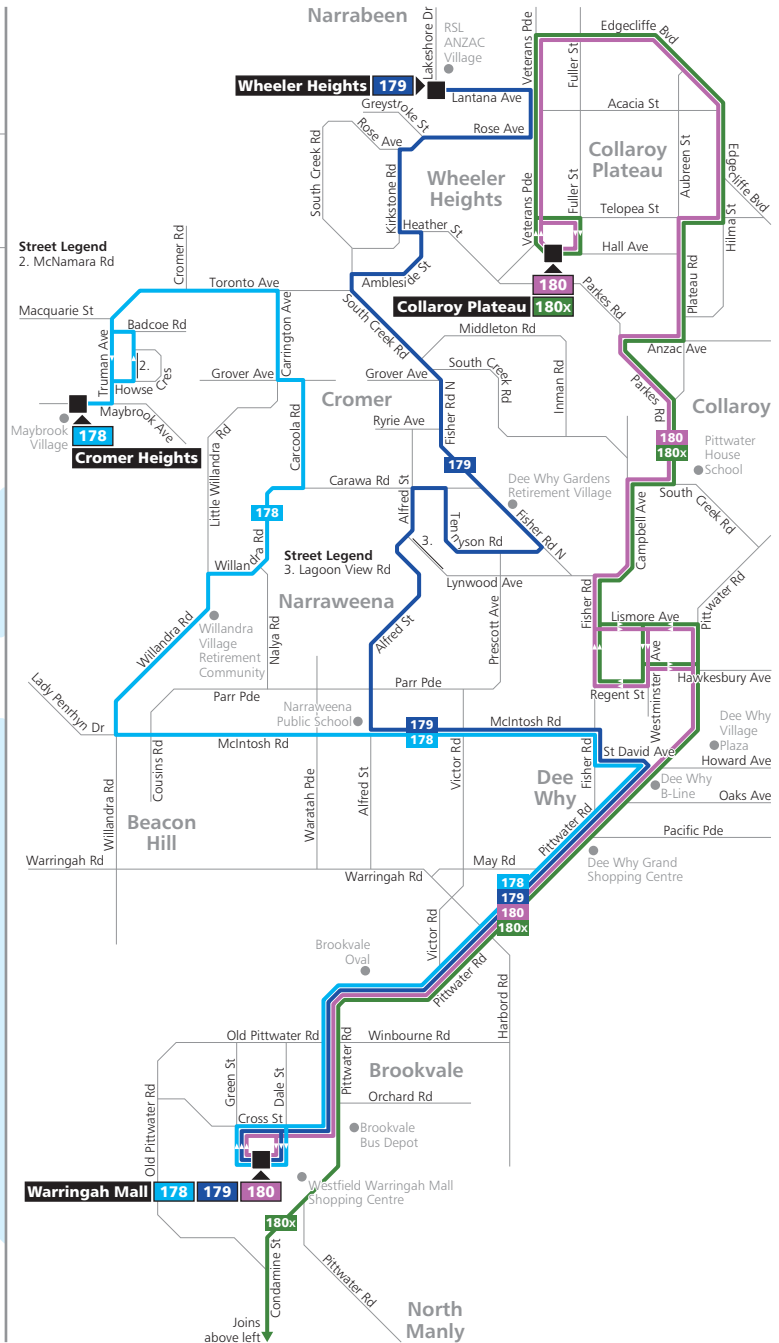 Narrabeen
Lakeshore Dr
RSL
ANZAC
Village
Veterans Pde
Fuller St
Edgecliffe Bvd
Wheeler Heights 179
Lantana Ave
Greystroke St
Rose Ave
Rose Ave
Acacia St
South Creek Rd
Kirkstone Rd
Wheeler
Heights
Collaroy
Plateau
Aubreen St
Edgecliffe Bvd
Veterans Pde
Fuller St
Telopea St
Hilma St
Heather St
Hall Ave
Street Legend
2. McNamara Rd
Cromer Rd
Toronto Ave
Ambleside St
180
Collaroy Plateau 180x
Parkes Rd
Plateau Rd
Macquarie St
Badcoe Rd
Truman Ave
2.
Howse Cres
Carrington Ave
South Creek Rd
Middleton Rd
Anzac Ave
Grover Ave
Grover Ave
South Creek Rd
Inman Rd
Parkes Rd
Maybrook Ave
Maybrook
Village
178
Cromer Heights
Cromer
Collaroy
Carcoola Rd
Little Willandra Rd
Ryrie Ave
Fisher Rd N
179
180
180x
Pittwater
House
School
Carawa Rd
Alfred St
Dee Why Gardens
Retirement Village
South Creek Rd
178
Tennyson Rd
Fisher Rd N
Campbell Ave
Willandra Rd
Street Legend
3. Lagoon View Rd
3.
Lynwood Ave
Fisher Rd
Pittwater Rd
Narraweena
Prescott Ave
Lismore Ave
Willandra Rd
Willandra
Village
Retirement
Community
Nalya Rd
Alfred St
Westminster Ave
Hawkesbury Ave
Regent St
Lady Penrhyn Dr
Parr Pde
Parr Pde
Narraweena
Public School
179
178
McIntosh Rd
McIntosh Rd
St David Ave
Dee Why
Village
Plaza
Howard Ave
Willandra Rd
Cousins Rd
Waratah Pde
Alfred St
Victor Rd
Fisher Rd
Dee
Why
Dee Why
B-Line
Oaks Ave
Beacon
Hill
Pittwater Rd
Pacific Pde
Warringah Rd
Warringah Rd
May Rd
Dee Why Grand
Shopping Centre
178
179
180
180x
Victor Rd
Brookvale
Oval
Pittwater Rd
Harbord Rd
Old Pittwater Rd
Winbourne Rd
Green St
Dale St
Pittwater Rd
Brookvale
Old Pittwater Rd
Orchard Rd
Cross St
Brookvale
Bus Depot
Warringah Mall 178 179 180
Westfield Warringah Mall
Shopping Centre
180x
Condamine St
Pittwater Rd
North
Manly
Joins
above left